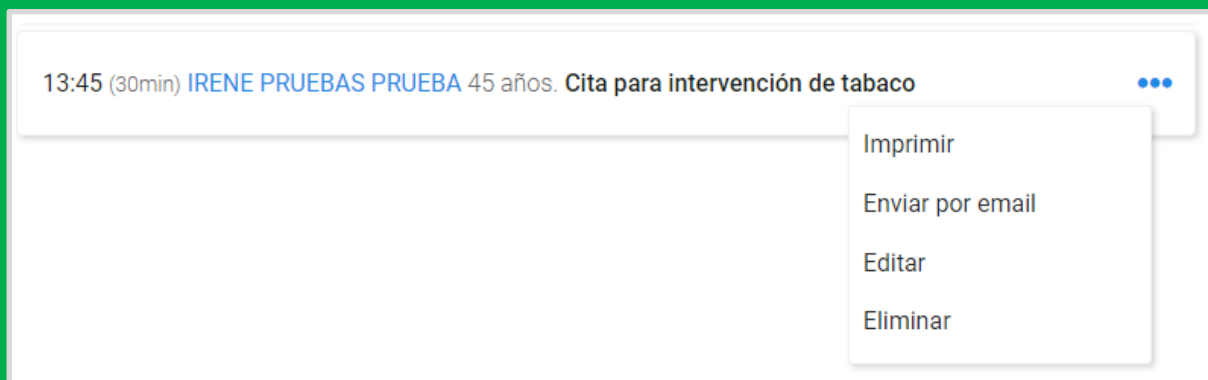 13:45 (30min) IRENE PRUEBAS PRUEBA 45 años. Cita para intervención de tabaco
Imprimir
Enviar por email
Editar
Eliminar